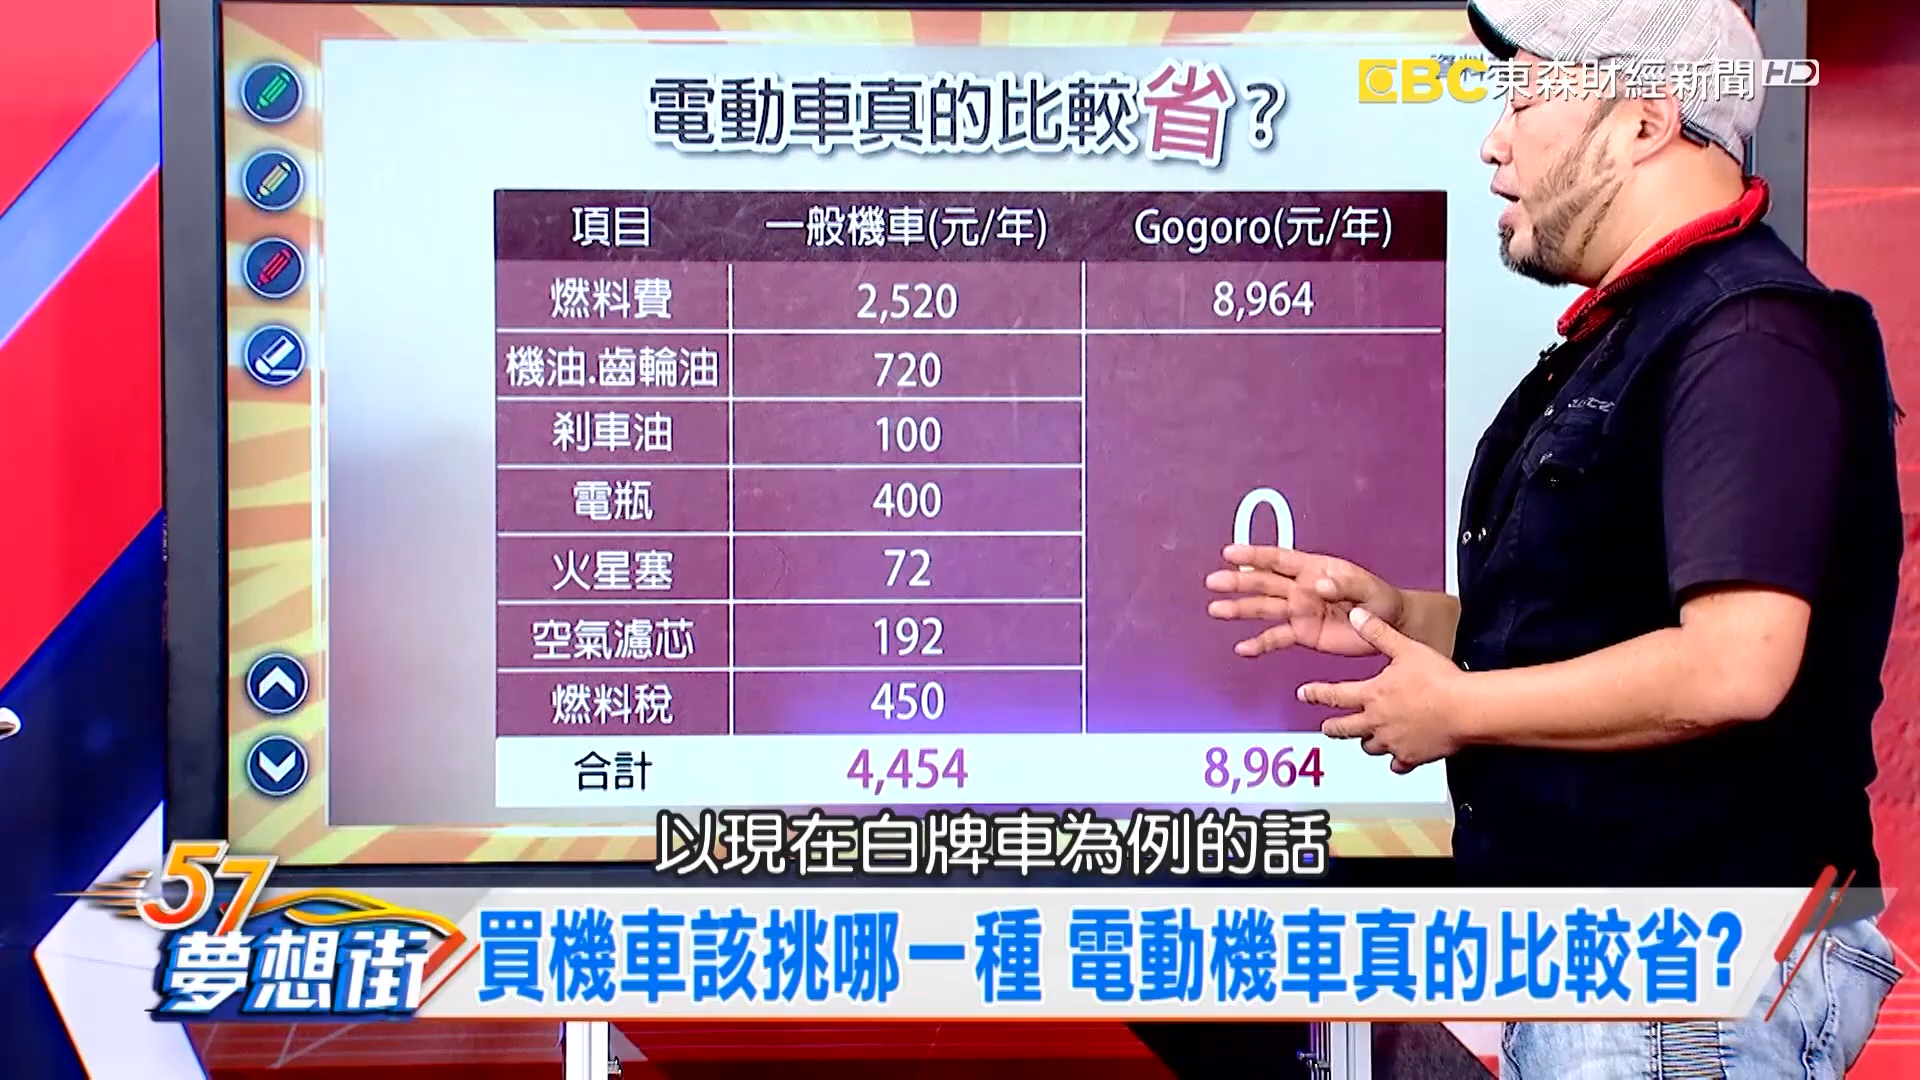 EBC東森財經新聞HD
電動車真的比較省？
項目 一般機車(元/年) Gogoro(元/年)
燃料費 2,520 8,964
機油.齒輪油 720
剎車油 100
電瓶 400
0
火星塞 72
空氣濾芯 192
燃料稅 450
合計 4,454 8,964
以現在白牌車為例的話
57夢想街
買機車該挑哪一種 電動機車真的比較省?